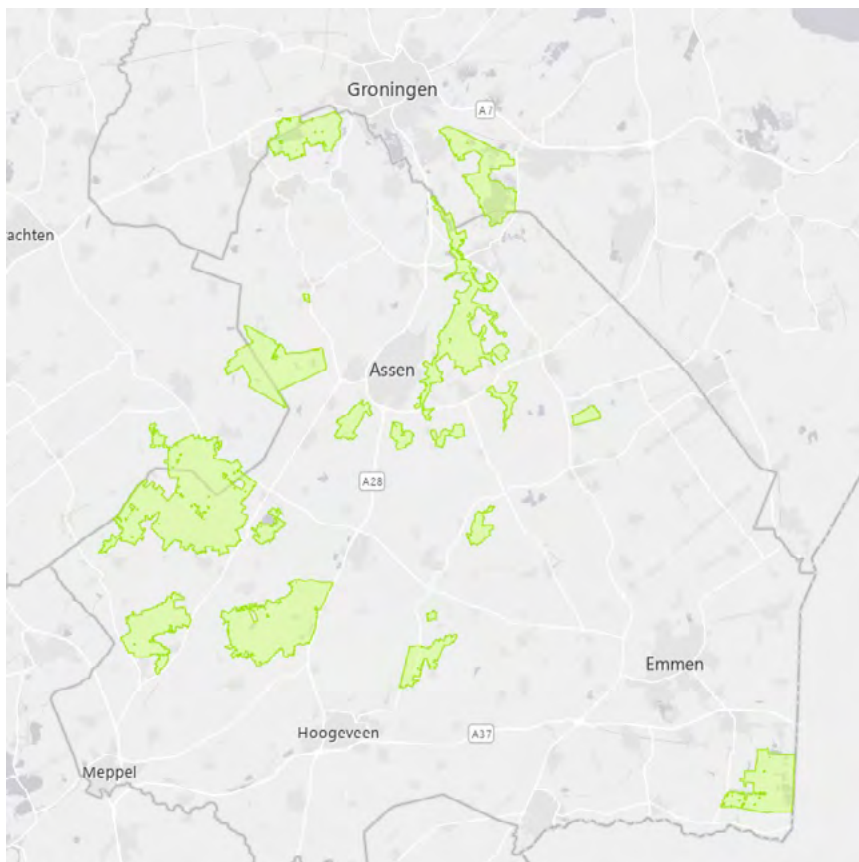 Groningen
A7
achten
Assen
A28
Emmen
Hoogeveen
A37
Meppel